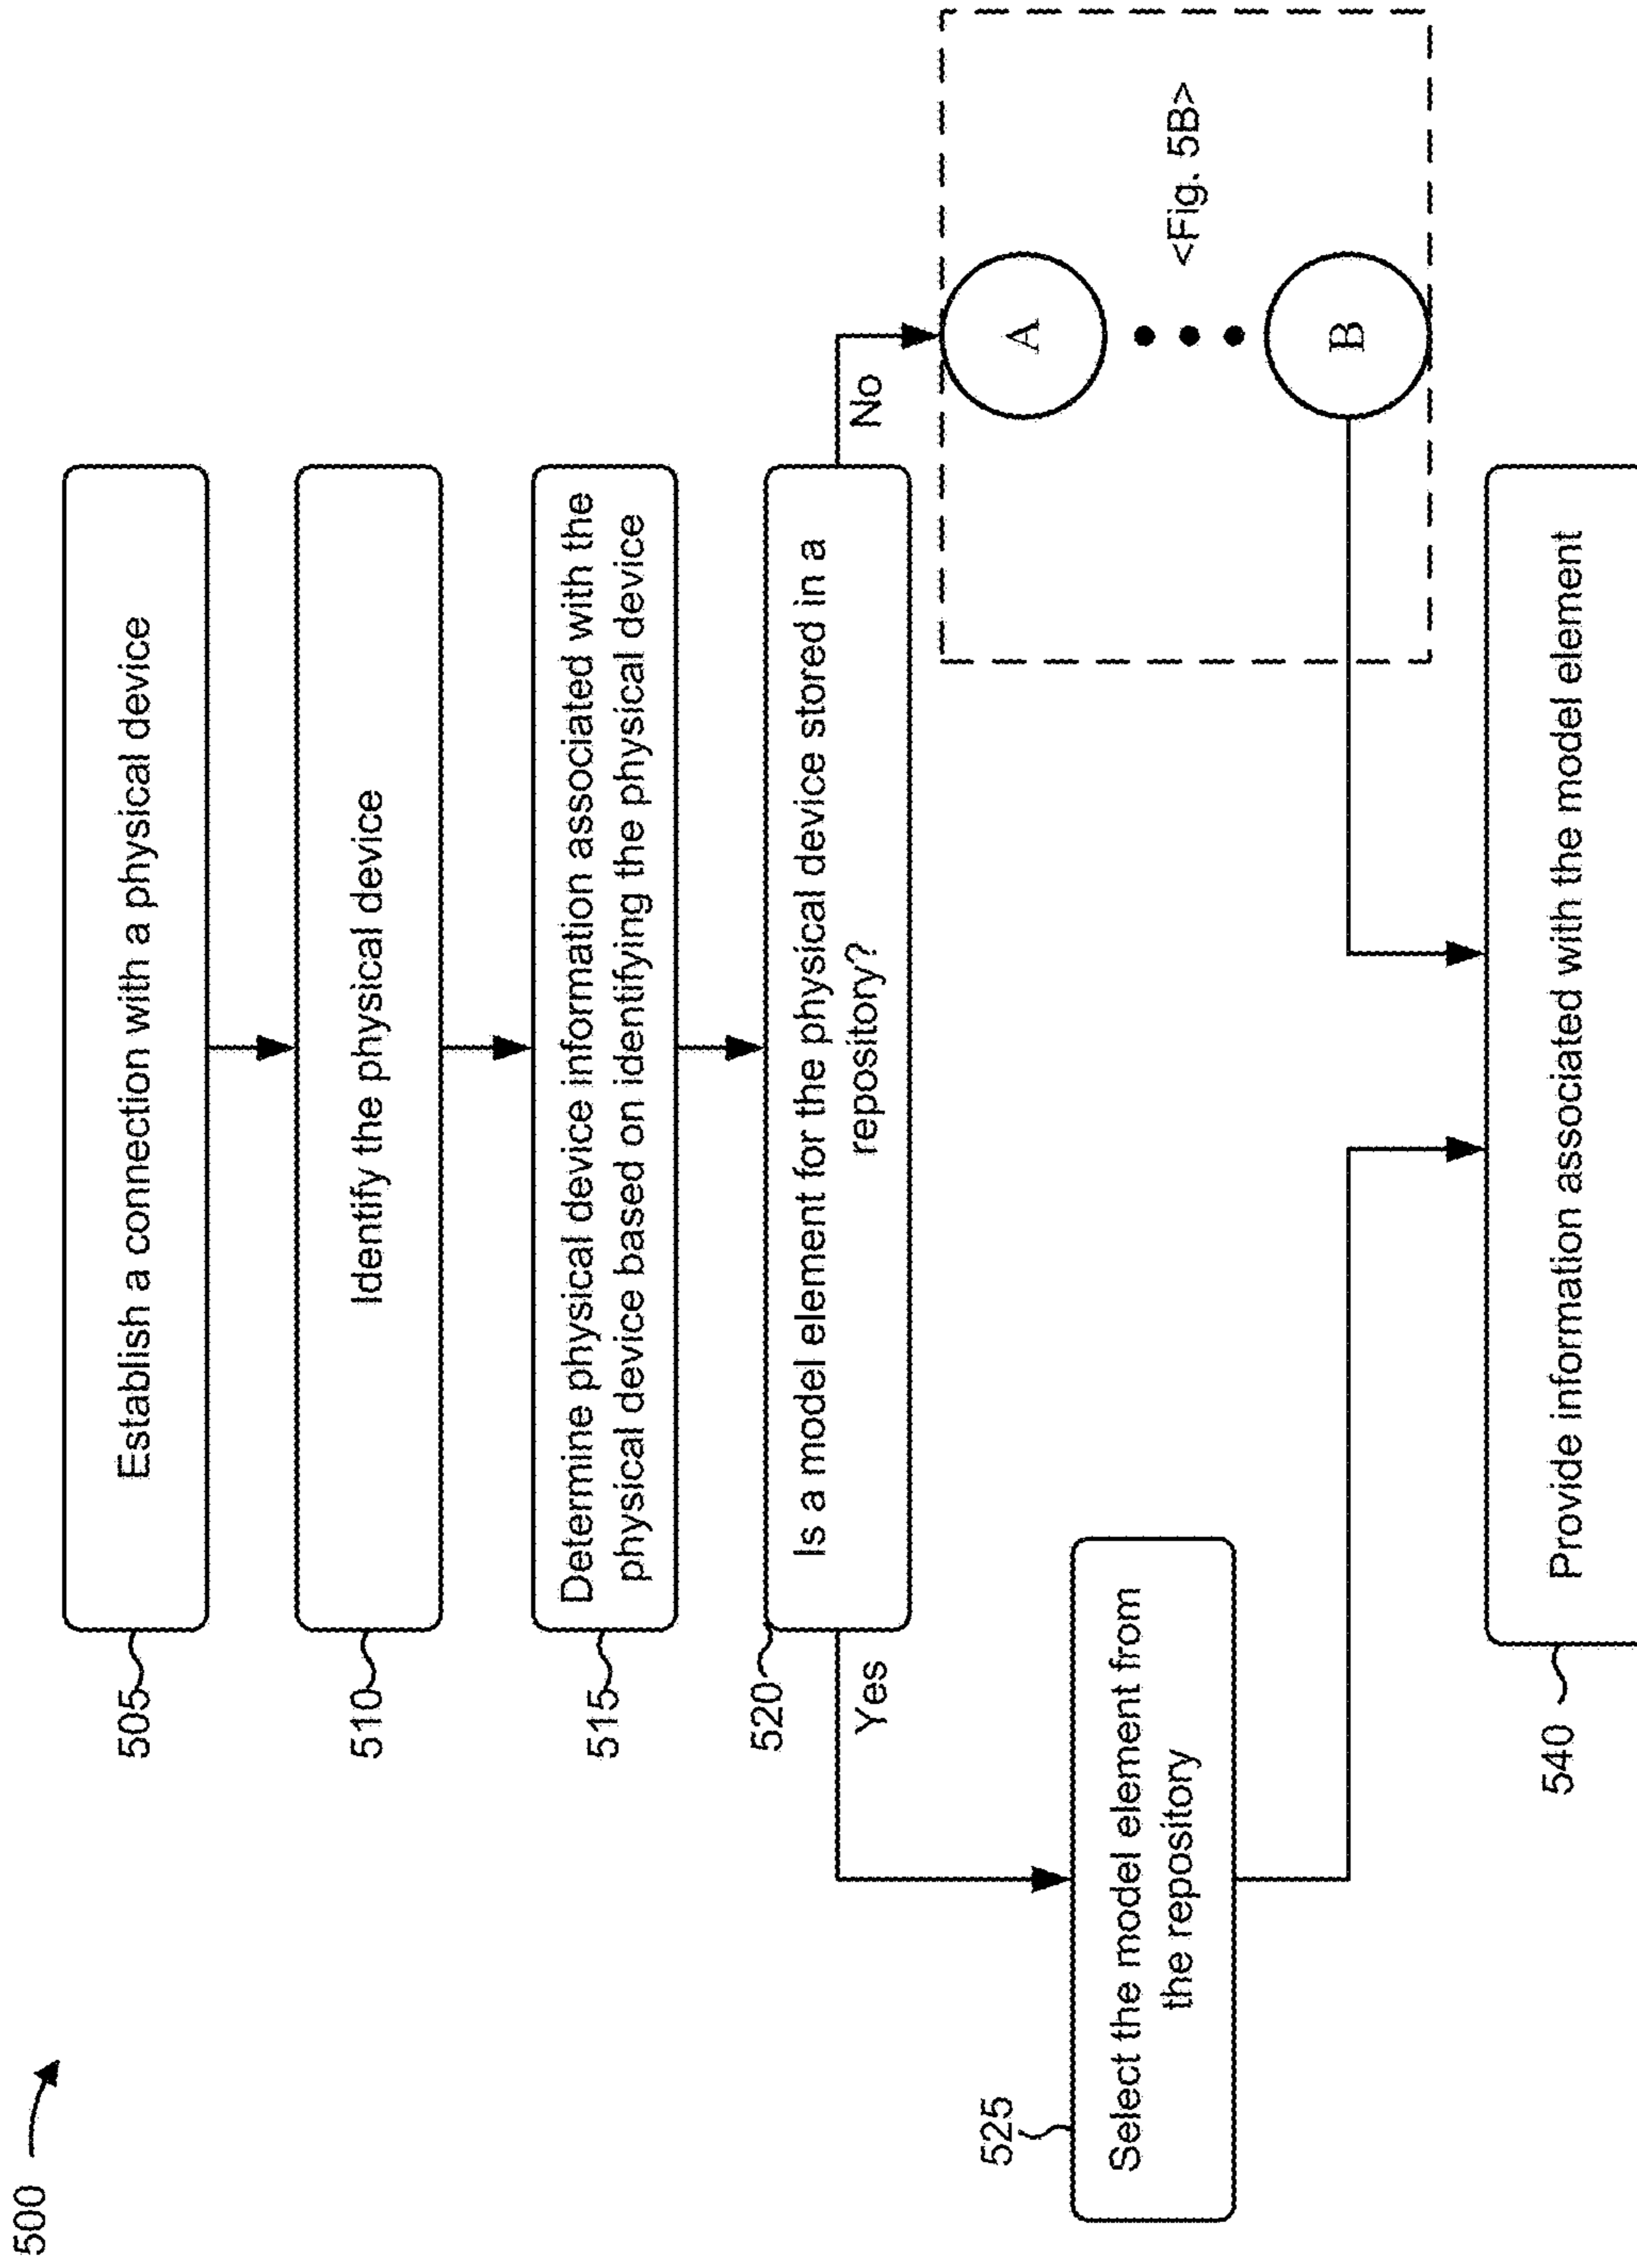 500
505
Establish a connection with a physical device
510
Identify the physical device
515
Determine physical device information associated with the
physical device based on identifying the physical device
520
Is a model element for the physical device stored in a
repository?
Yes
No
525
Select the model element from
the repository
A
<Fig. 5B>
B
540
Provide information associated with the model element